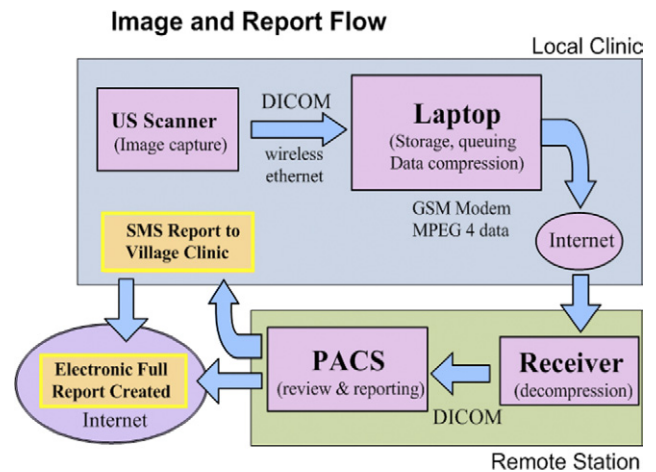 Image and Report Flow
Local Clinic
US Scanner
(Image capture)
DICOM
wireless
ethernet
Laptop
(Storage, queuing
Data compression)
GSM Modem
MPEG 4 data
Internet
SMS Report to
Village Clinic
Electronic Full
Report Created
Internet
PACS
(review & reporting)
DICOM
Receiver
(decompression)
Remote Station